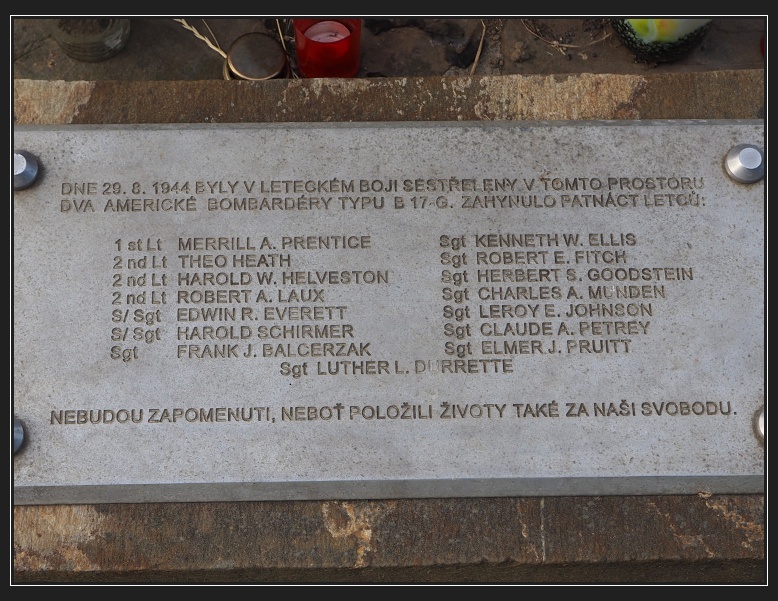 DNE 29. 8. 1944 BYLY V LETECKÉM BOJI SESTŘELENY V TOMTO PROSTORU
DVA AMERICKÉ BOMBARDÉRY TYPU B 17-G. ZAHYNULO PATNÁCT LETCŮ:
1 st Lt MERRILL A. PRENTICE
2 nd Lt THEO HEATH
2 nd Lt HAROLD W. HELVESTON
2 nd Lt ROBERT A. LAUX
S/ Sgt EDWIN R. EVERETT
S/ Sgt HAROLD SCHIRMER
Sgt FRANK J. BALCERZAK
Sgt KENNETH W. ELLIS
Sgt ROBERT E. FITCH
Sgt HERBERT S. GOODSTEIN
Sgt CHARLES A. MUNDEN
Sgt LEROY E. JOHNSON
Sgt CLAUDE A. PETREY
Sgt ELMER J. PRUITT
Sgt LUTHER L. DURRETTE
NEBUDOU ZAPOMENUTI, NEBOŤ POLOŽILI ŽIVOTY TAKÉ ZA NAŠI SVOBODU.